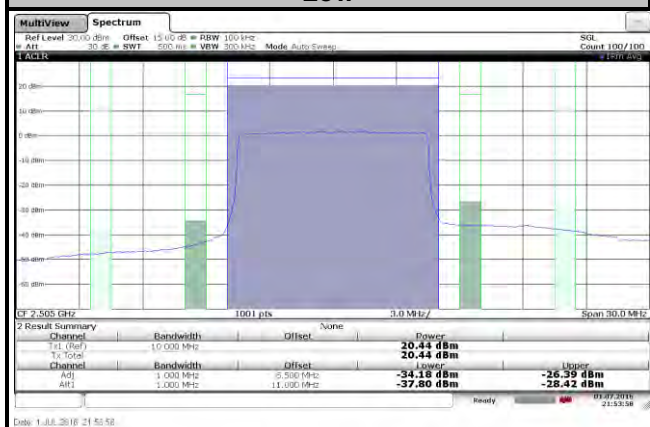 MultiView Spectrum
Ref Level 30.00 dBm Offset 15.00 dB RBW 100 kHz SGL
Att 30 dB SWT 500 ms VBW 300 kHz Mode Auto Sweep Count 100/100
1 ACLR 1Rm Avg
20 dBm
10 dBm
0 dBm
-10 dBm
-20 dBm
-30 dBm
-40 dBm
-50 dBm
-60 dBm
CF 2.505 GHz 1001 pts 3.0 MHz/ Span 30.0 MHz
2 Result Summary None
Channel Bandwidth Offset Power
Tx1 (Ref) 10.000 MHz 20.44 dBm
Tx Total 20.44 dBm
Channel Bandwidth Offset Lower Upper
Adj 1.000 MHz 5.500 MHz -34.18 dBm -26.39 dBm
Alt1 1.000 MHz 11.000 MHz -37.80 dBm -28.42 dBm
Ready 01.07.2016
21:53:58
Date: 1.JUL.2016 21:53:58